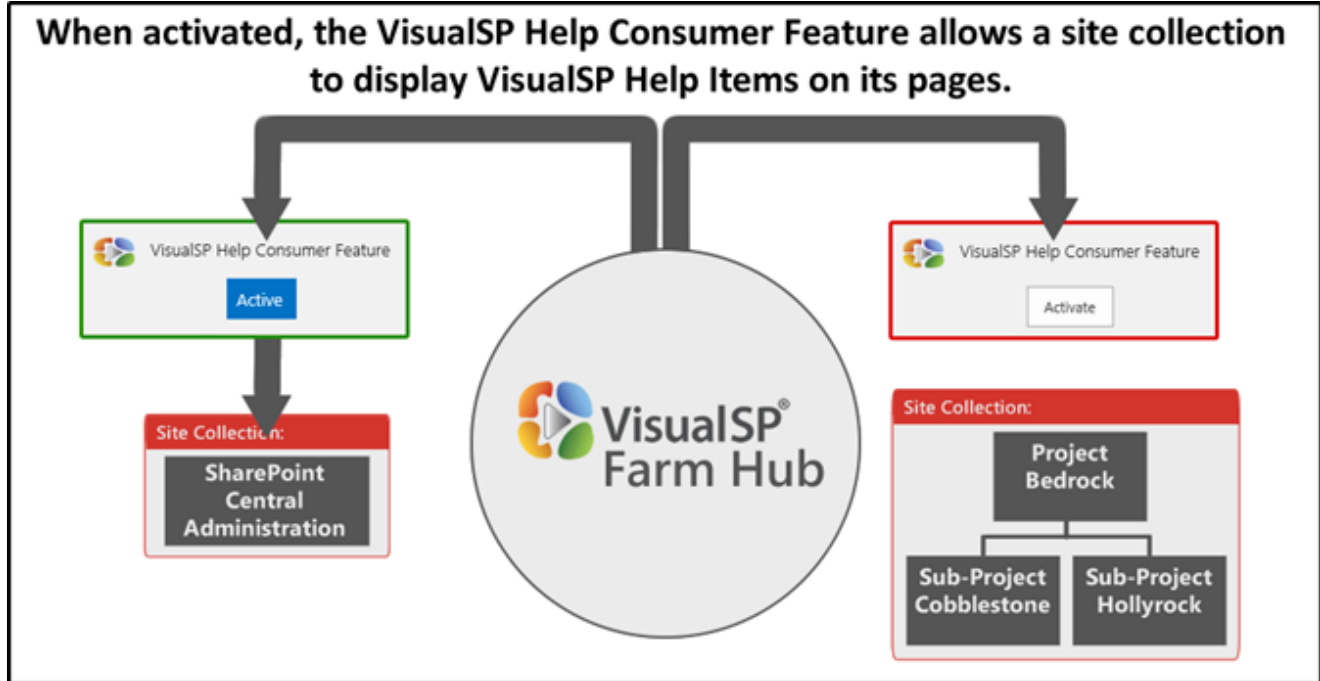 When activated, the VisualSP Help Consumer Feature allows a site collection
to display VisualSP Help Items on its pages.
VisualSP Help Consumer Feature
Active
VisualSP Help Consumer Feature
Activate
VisualSP®
Farm Hub
Site Collection:
SharePoint
Central
Administration
Site Collection:
Project
Bedrock
Sub-Project
Cobblestone
Sub-Project
Hollyrock